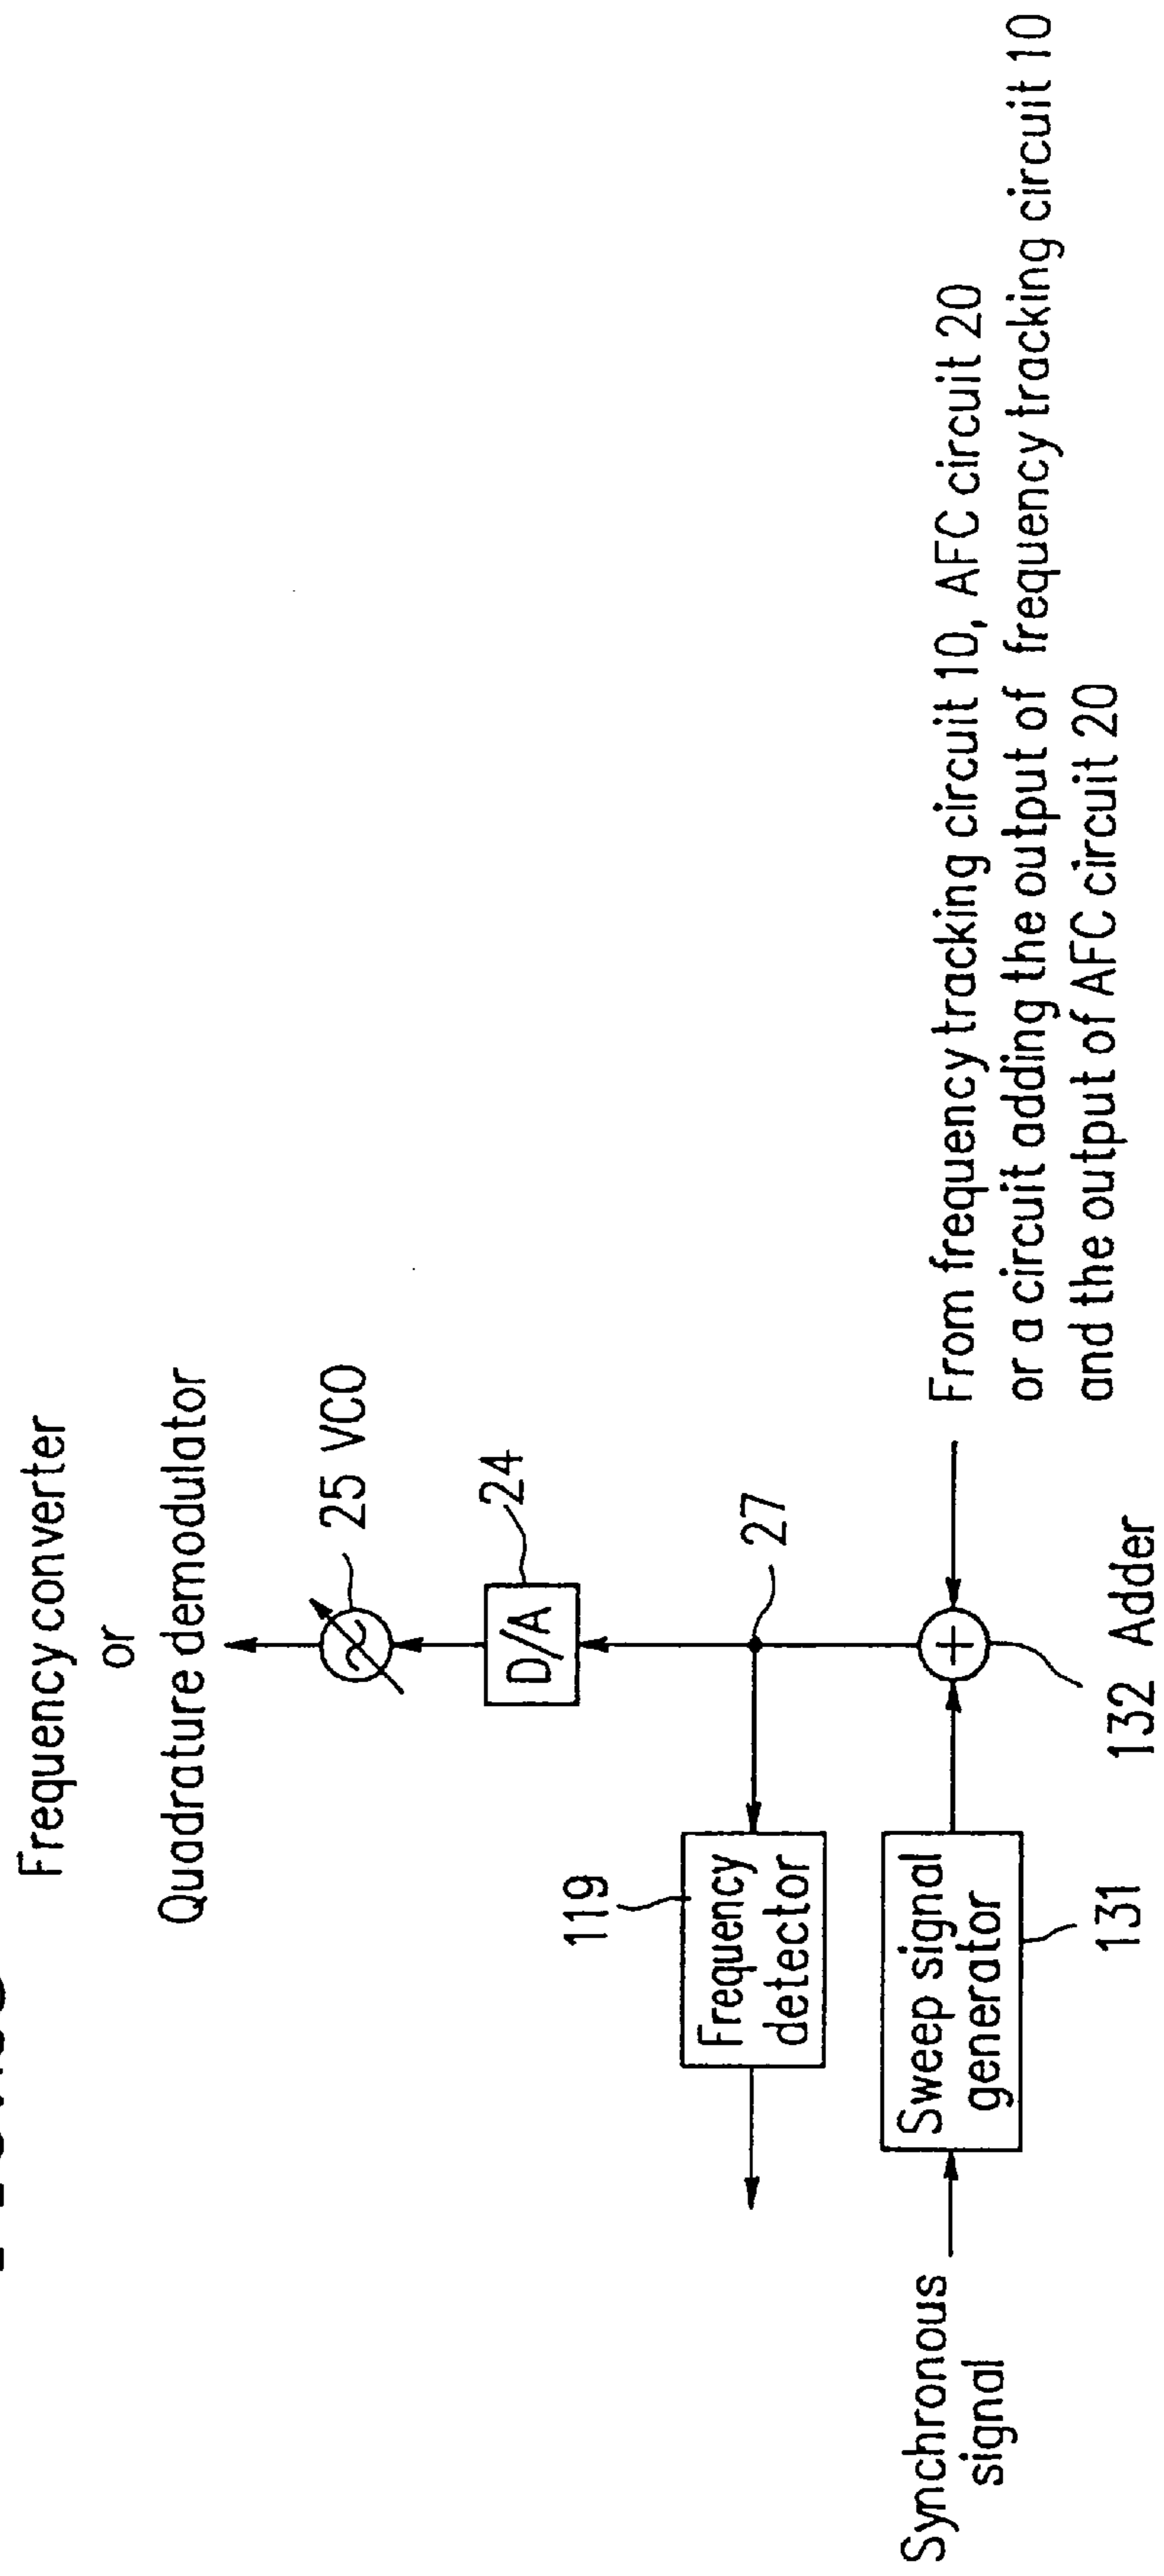 Frequency converter
or
Quadrature demodulator
25 VCO
24
D/A
27
119
Frequency
detector
From frequency tracking circuit 10, AFC circuit 20
or a circuit adding the output of frequency tracking circuit 10
and the output of AFC circuit 20
Synchronous
signal
Sweep signal
generator
131
132 Adder